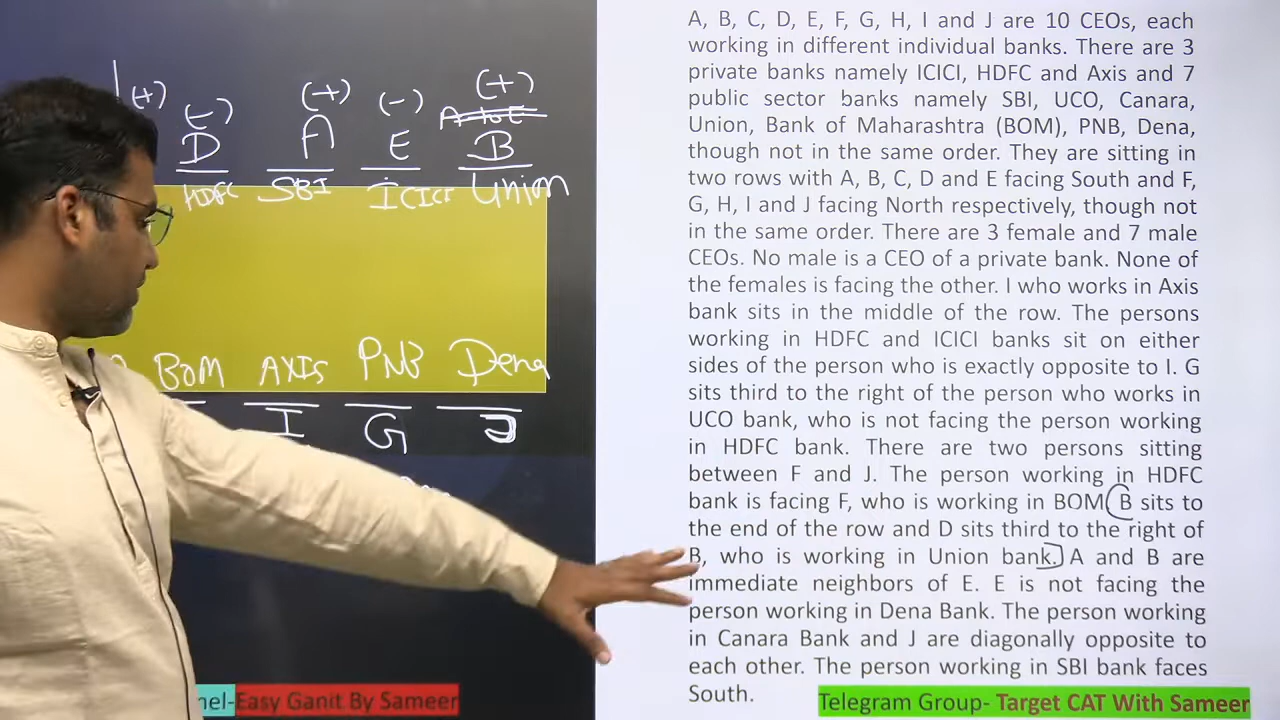 (+)
(-) (+) (-) (+)
A to E
D A E B
HDFC SBI ICICI Union
BOM AXIS PNB Dena
I G J
nel-Easy Ganit By Sameer
A, B, C, D, E, F, G, H, I and J are 10 CEOs, each
working in different individual banks. There are 3
private banks namely ICICI, HDFC and Axis and 7
public sector banks namely SBI, UCO, Canara,
Union, Bank of Maharashtra (BOM), PNB, Dena,
though not in the same order. They are sitting in
two rows with A, B, C, D and E facing South and F,
G, H, I and J facing North respectively, though not
in the same order. There are 3 female and 7 male
CEOs. No male is a CEO of a private bank. None of
the females is facing the other. I who works in Axis
bank sits in the middle of the row. The persons
working in HDFC and ICICI banks sit on either
sides of the person who is exactly opposite to I. G
sits third to the right of the person who works in
UCO bank, who is not facing the person working
in HDFC bank. There are two persons sitting
between F and J. The person working in HDFC
bank is facing F, who is working in BOM B sits to
the end of the row and D sits third to the right of
B, who is working in Union bank. A and B are
immediate neighbors of E. E is not facing the
person working in Dena Bank. The person working
in Canara Bank and J are diagonally opposite to
each other. The person working in SBI bank faces
South.
Telegram Group- Target CAT With Sameer